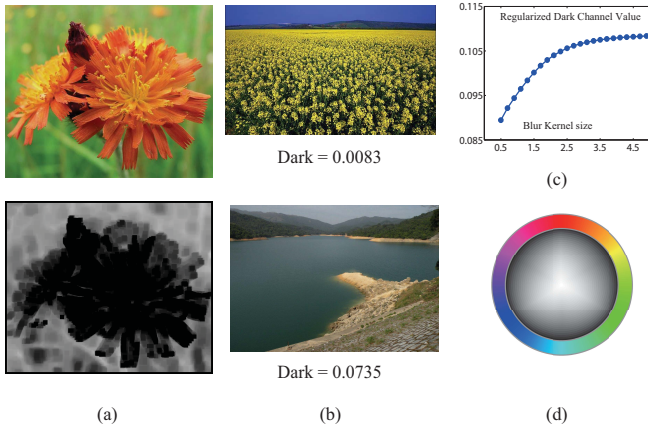 Dark = 0.0083
Dark = 0.0735
Regularized Dark Channel Value
0.115
0.105
0.095
0.085
Blur Kernel size
0.5 1.5 2.5 3.5 4.5
(c)
(a)
(b)
(d)